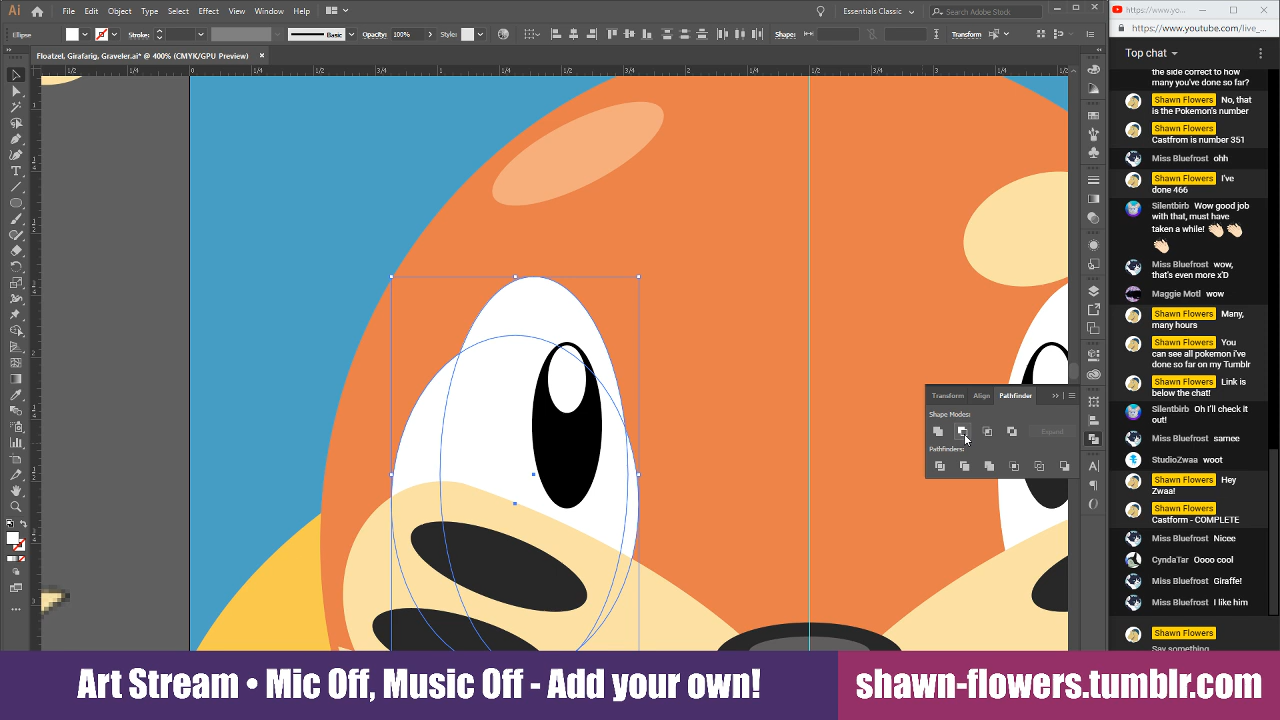 Ai
File Edit Object Type Select Effect View Window Help
Essentials Classic
Search Adobe Stock
Ellipse
Stroke:
Basic
Opacity: 100%
Style:
Shape:
Transform
Floatzel, Girafarig, Graveler.ai* @ 400% (CMYK/GPU Preview)
Transform Align Pathfinder
Shape Modes:
Expand
Pathfinders:
https://www.yo...
https://www.youtube.com/live_...
Top chat
the side correct to how
many you've done so far?
Shawn Flowers No, that
is the Pokemon's number
Shawn Flowers
Castfrom is number 351
Miss Bluefrost ohh
Shawn Flowers I've
done 466
Silentbirb Wow good job
with that, must have
taken a while! 👏🏻 👏🏻
👏🏻
Miss Bluefrost wow,
that's even more x'D
Maggie Motl wow
Shawn Flowers Many,
many hours
Shawn Flowers You
can see all pokemon i've
done so far on my Tumblr
Shawn Flowers Link is
below the chat!
Silentbirb Oh I'll check it
out!
Miss Bluefrost samee
StudioZwaa woot
Shawn Flowers Hey
Zwaa!
Shawn Flowers
Castform - COMPLETE
Miss Bluefrost Nicee
CyndaTar Oooo cool
Miss Bluefrost Giraffe!
Miss Bluefrost I like him
Shawn Flowers
Say something...
Art Stream • Mic Off, Music Off - Add your own!
shawn-flowers.tumblr.com